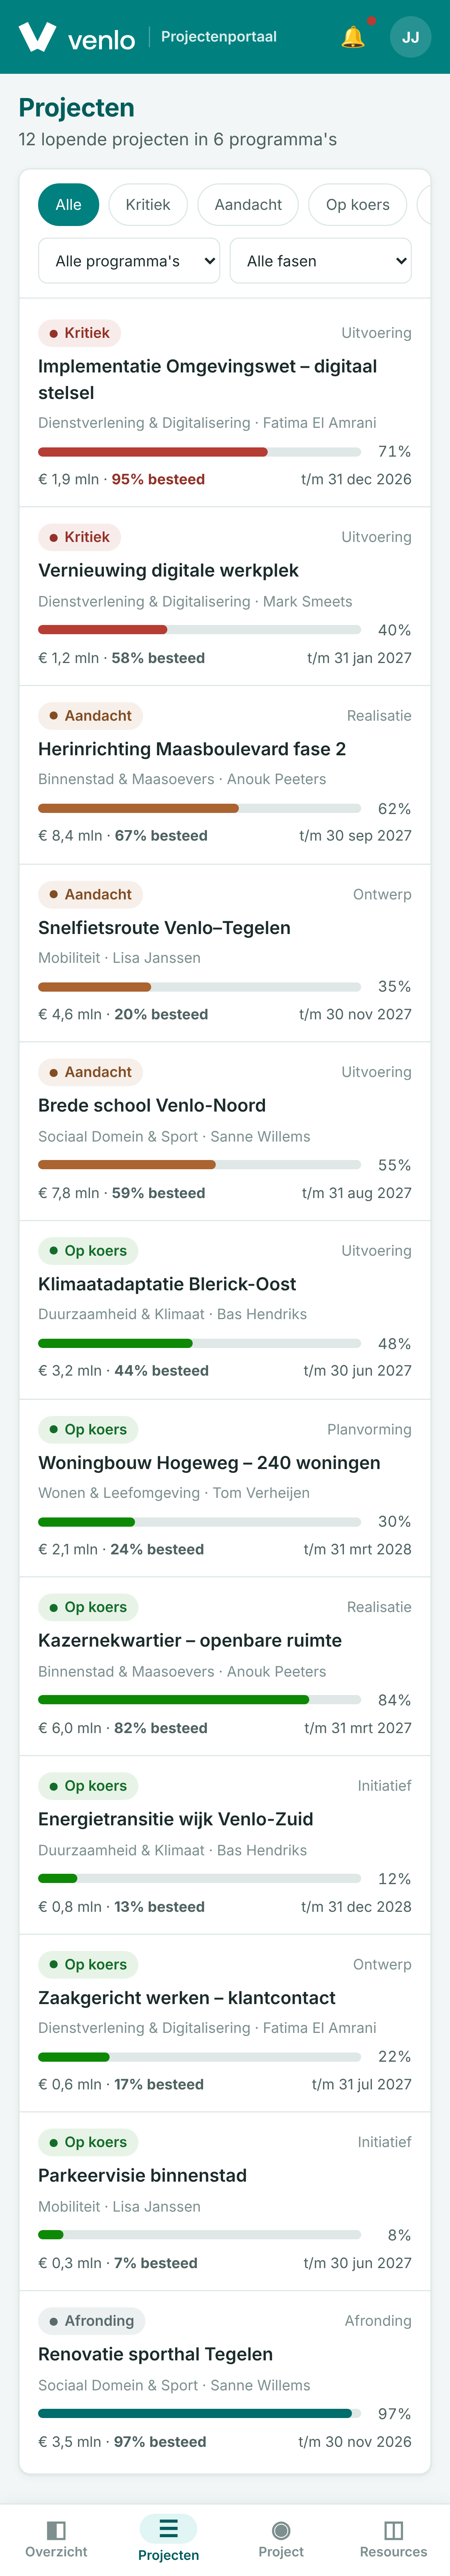 venlo Projectenportaal JJ
Projecten
12 lopende projecten in 6 programma's
Alle Kritiek Aandacht Op koers
Alle programma's Alle fasen
Kritiek Uitvoering
Implementatie Omgevingswet – digitaal
stelsel
Dienstverlening & Digitalisering · Fatima El Amrani
71%
€ 1,9 mln · 95% besteed t/m 31 dec 2026
Kritiek Uitvoering
Vernieuwing digitale werkplek
Dienstverlening & Digitalisering · Mark Smeets
40%
€ 1,2 mln · 58% besteed t/m 31 jan 2027
Aandacht Realisatie
Herinrichting Maasboulevard fase 2
Binnenstad & Maasoevers · Anouk Peeters
62%
€ 8,4 mln · 67% besteed t/m 30 sep 2027
Aandacht Ontwerp
Snelfietsroute Venlo–Tegelen
Mobiliteit · Lisa Janssen
35%
€ 4,6 mln · 20% besteed t/m 30 nov 2027
Aandacht Uitvoering
Brede school Venlo-Noord
Sociaal Domein & Sport · Sanne Willems
55%
€ 7,8 mln · 59% besteed t/m 31 aug 2027
Op koers Uitvoering
Klimaatadaptatie Blerick-Oost
Duurzaamheid & Klimaat · Bas Hendriks
48%
€ 3,2 mln · 44% besteed t/m 30 jun 2027
Op koers Planvorming
Woningbouw Hogeweg – 240 woningen
Wonen & Leefomgeving · Tom Verheijen
30%
€ 2,1 mln · 24% besteed t/m 31 mrt 2028
Op koers Realisatie
Kazernekwartier – openbare ruimte
Binnenstad & Maasoevers · Anouk Peeters
84%
€ 6,0 mln · 82% besteed t/m 31 mrt 2027
Op koers Initiatief
Energietransitie wijk Venlo-Zuid
Duurzaamheid & Klimaat · Bas Hendriks
12%
€ 0,8 mln · 13% besteed t/m 31 dec 2028
Op koers Ontwerp
Zaakgericht werken – klantcontact
Dienstverlening & Digitalisering · Fatima El Amrani
22%
€ 0,6 mln · 17% besteed t/m 31 jul 2027
Op koers Initiatief
Parkeervisie binnenstad
Mobiliteit · Lisa Janssen
8%
€ 0,3 mln · 7% besteed t/m 30 jun 2027
Afronding Afronding
Renovatie sporthal Tegelen
Sociaal Domein & Sport · Sanne Willems
97%
€ 3,5 mln · 97% besteed t/m 30 nov 2026
Overzicht Projecten Project Resources